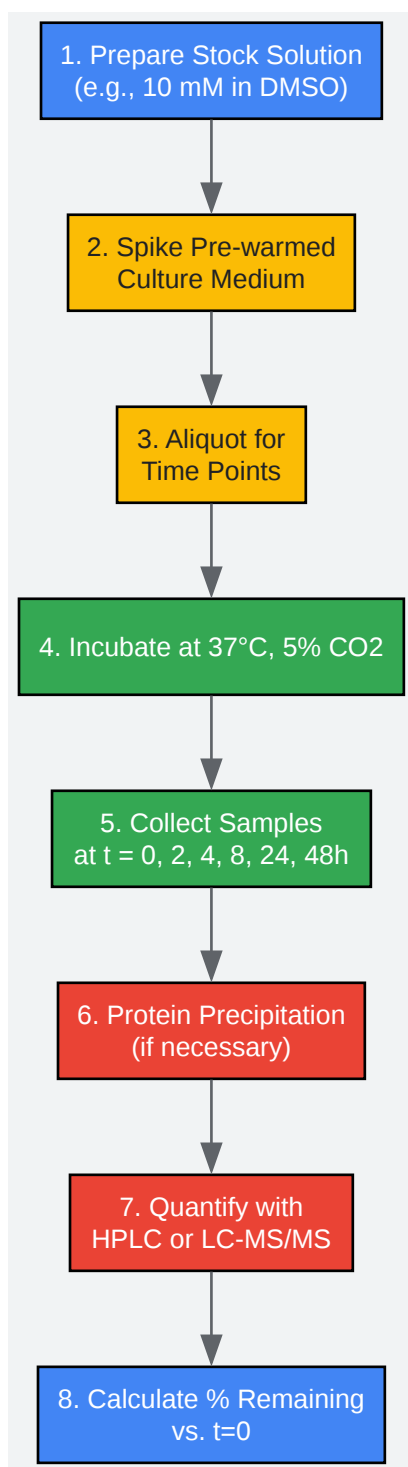 1. Prepare Stock Solution
(e.g., 10 mM in DMSO)
2. Spike Pre-warmed
Culture Medium
3. Aliquot for
Time Points
4. Incubate at 37°C, 5% CO2
5. Collect Samples
at t = 0, 2, 4, 8, 24, 48h
6. Protein Precipitation
(if necessary)
7. Quantify with
HPLC or LC-MS/MS
8. Calculate % Remaining
vs. t=0